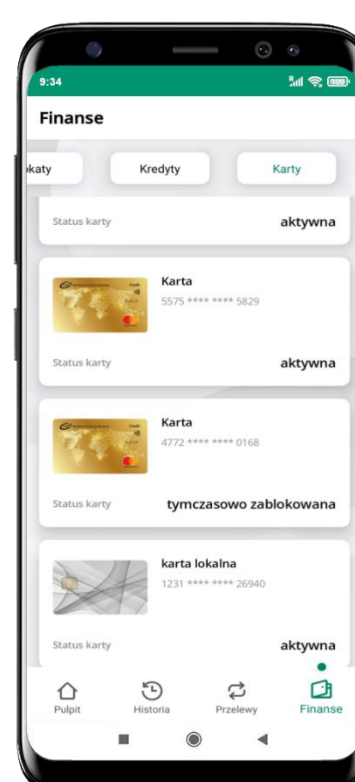 9:34
Finanse
katy
Kredyty
Karty
Status karty
aktywna
Karta
5575 **** **** 5829
Status karty
aktywna
Karta
4772 **** **** 0168
Status karty
tymczasowo zablokowana
karta lokalna
1231 **** **** 26940
Status karty
aktywna
Pulpit
Historia
Przelewy
Finanse